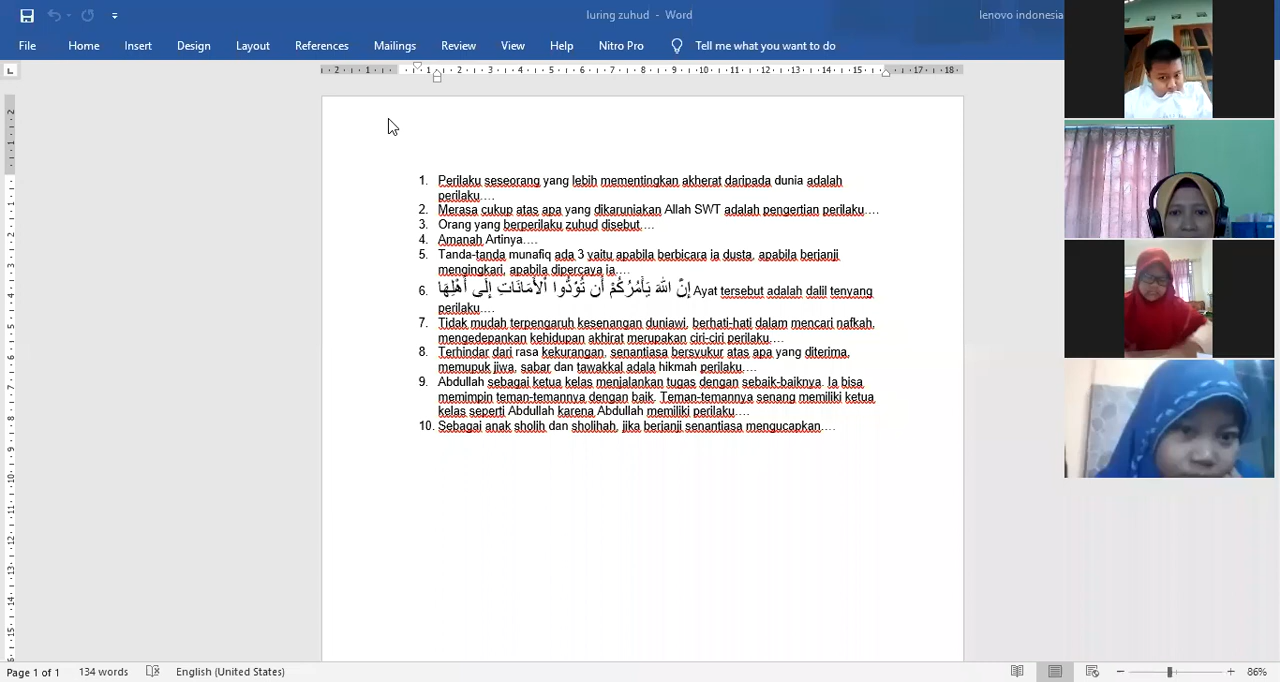 luring zuhud - Word
lenovo indonesia
File Home Insert Design Layout References Mailings Review View Help Nitro Pro Tell me what you want to do
1. Perilaku seseorang yang lebih mementingkan akherat daripada dunia adalah
perilaku....
2. Merasa cukup atas apa yang dikaruniakan Allah SWT adalah pengertian perilaku....
3. Orang yang berperilaku zuhud disebut....
4. Amanah Artinya....
5. Tanda-tanda munafiq ada 3 yaitu apabila berbicara ia dusta, apabila berjanji
mengingkari, apabila dipercaya ia....
6. إِنَّ اللَّهَ يَأْمُرُكُمْ أَن تُؤَدُّوا الْأَمَانَاتِ إِلَى أَهْلِهَا Ayat tersebut adalah dalil tenyang
perilaku....
7. Tidak mudah terpengaruh kesenangan duniawi, berhati-hati dalam mencari nafkah,
mengedepankan kehidupan akhirat merupakan ciri-ciri perilaku....
8. Terhindar dari rasa kekurangan, senantiasa bersyukur atas apa yang diterima,
memupuk jiwa, sabar dan tawakkal adala hikmah perilaku....
9. Abdullah sebagai ketua kelas menjalankan tugas dengan sebaik-baiknya. Ia bisa
memimpin teman-temannya dengan baik. Teman-temannya senang memiliki ketua
kelas seperti Abdullah karena Abdullah memiliki perilaku....
10. Sebagai anak sholih dan sholihah, jika berjanji senantiasa mengucapkan....
Page 1 of 1 134 words English (United States) 86%